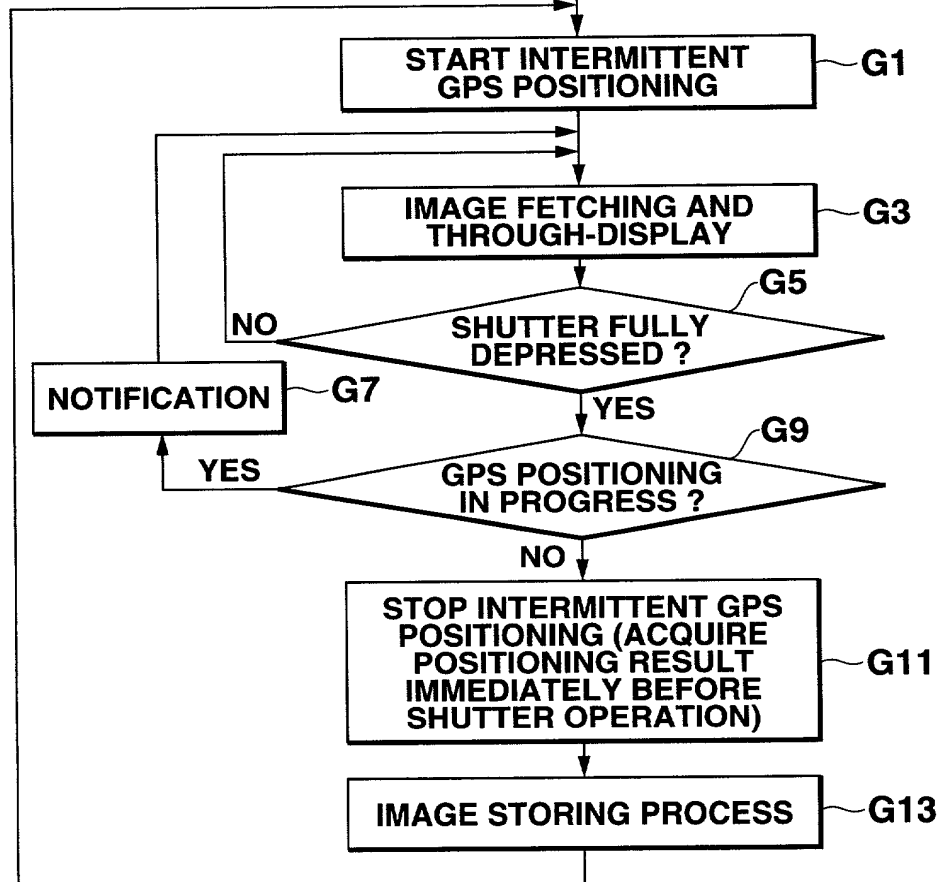 START INTERMITTENT
GPS POSITIONING
G1
IMAGE FETCHING AND
THROUGH-DISPLAY
G3
G5
NO
SHUTTER FULLY
DEPRESSED ?
NOTIFICATION
G7
YES
G9
YES
GPS POSITIONING
IN PROGRESS ?
NO
STOP INTERMITTENT GPS
POSITIONING (ACQUIRE
POSITIONING RESULT
IMMEDIATELY BEFORE
SHUTTER OPERATION)
G11
IMAGE STORING PROCESS
G13